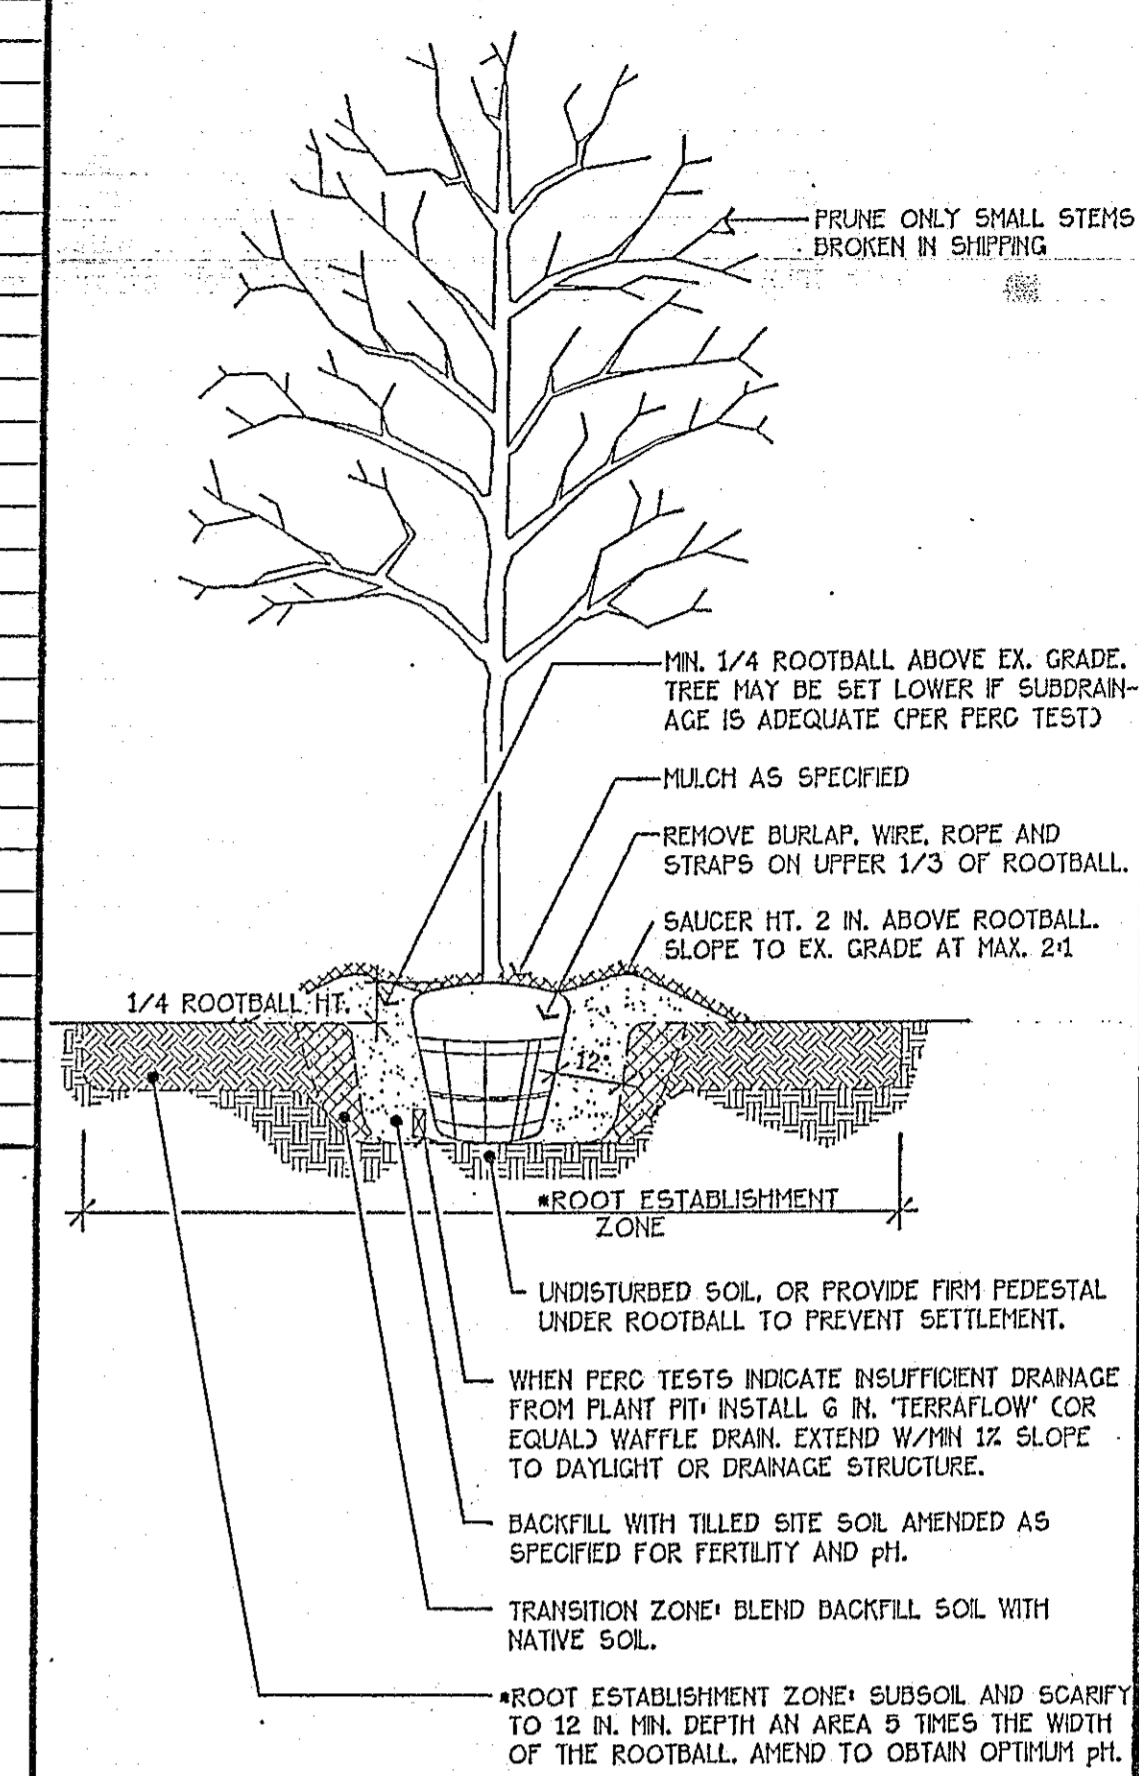 PRUNE ONLY SMALL STEMS
BROKEN IN SHIPPING
MIN. 1/4 ROOTBALL ABOVE EX. GRADE.
TREE MAY BE SET LOWER IF SUBDRAIN-
AGE IS ADEQUATE (PER PERC TEST)
MULCH AS SPECIFIED
REMOVE BURLAP, WIRE, ROPE AND
STRAPS ON UPPER 1/3 OF ROOTBALL.
SAUCER HT. 2 IN. ABOVE ROOTBALL.
SLOPE TO EX. GRADE AT MAX. 2:1
1/4 ROOTBALL HT.
12"
*ROOT ESTABLISHMENT
ZONE
UNDISTURBED SOIL, OR PROVIDE FIRM PEDESTAL
UNDER ROOTBALL TO PREVENT SETTLEMENT.
WHEN PERC TESTS INDICATE INSUFFICIENT DRAINAGE
FROM PLANT PIT: INSTALL 6 IN. 'TERRAFLOW' (OR
EQUAL) WAFFLE DRAIN. EXTEND W/MIN 1% SLOPE
TO DAYLIGHT OR DRAINAGE STRUCTURE.
BACKFILL WITH TILLED SITE SOIL AMENDED AS
SPECIFIED FOR FERTILITY AND pH.
TRANSITION ZONE: BLEND BACKFILL SOIL WITH
NATIVE SOIL.
*ROOT ESTABLISHMENT ZONE: SUBSOIL AND SCARIFY
TO 12 IN. MIN. DEPTH AN AREA 5 TIMES THE WIDTH
OF THE ROOTBALL. AMEND TO OBTAIN OPTIMUM pH.